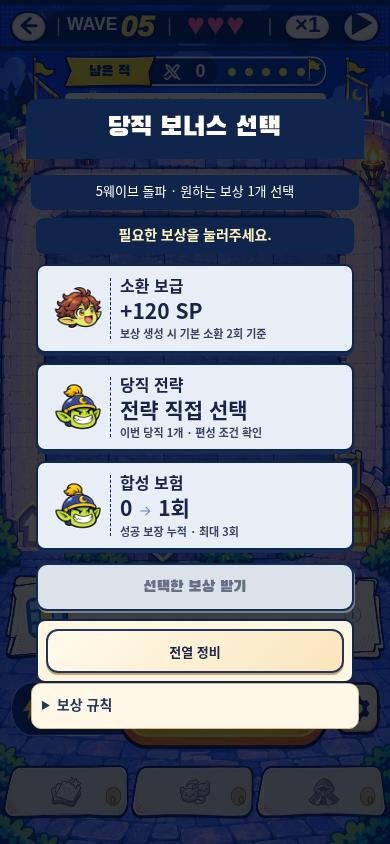 WAVE 05
×1
남은 적
0
당직 보너스 선택
5웨이브 돌파 · 원하는 보상 1개 선택
필요한 보상을 눌러주세요.
소환 보급
+120 SP
보상 생성 시 기본 소환 2회 기준
당직 전략
전략 직접 선택
이번 당직 1개 · 편성 조건 확인
합성 보험
0 → 1회
성공 보장 누적 · 최대 3회
선택한 보상 받기
전열 정비
▶ 보상 규칙